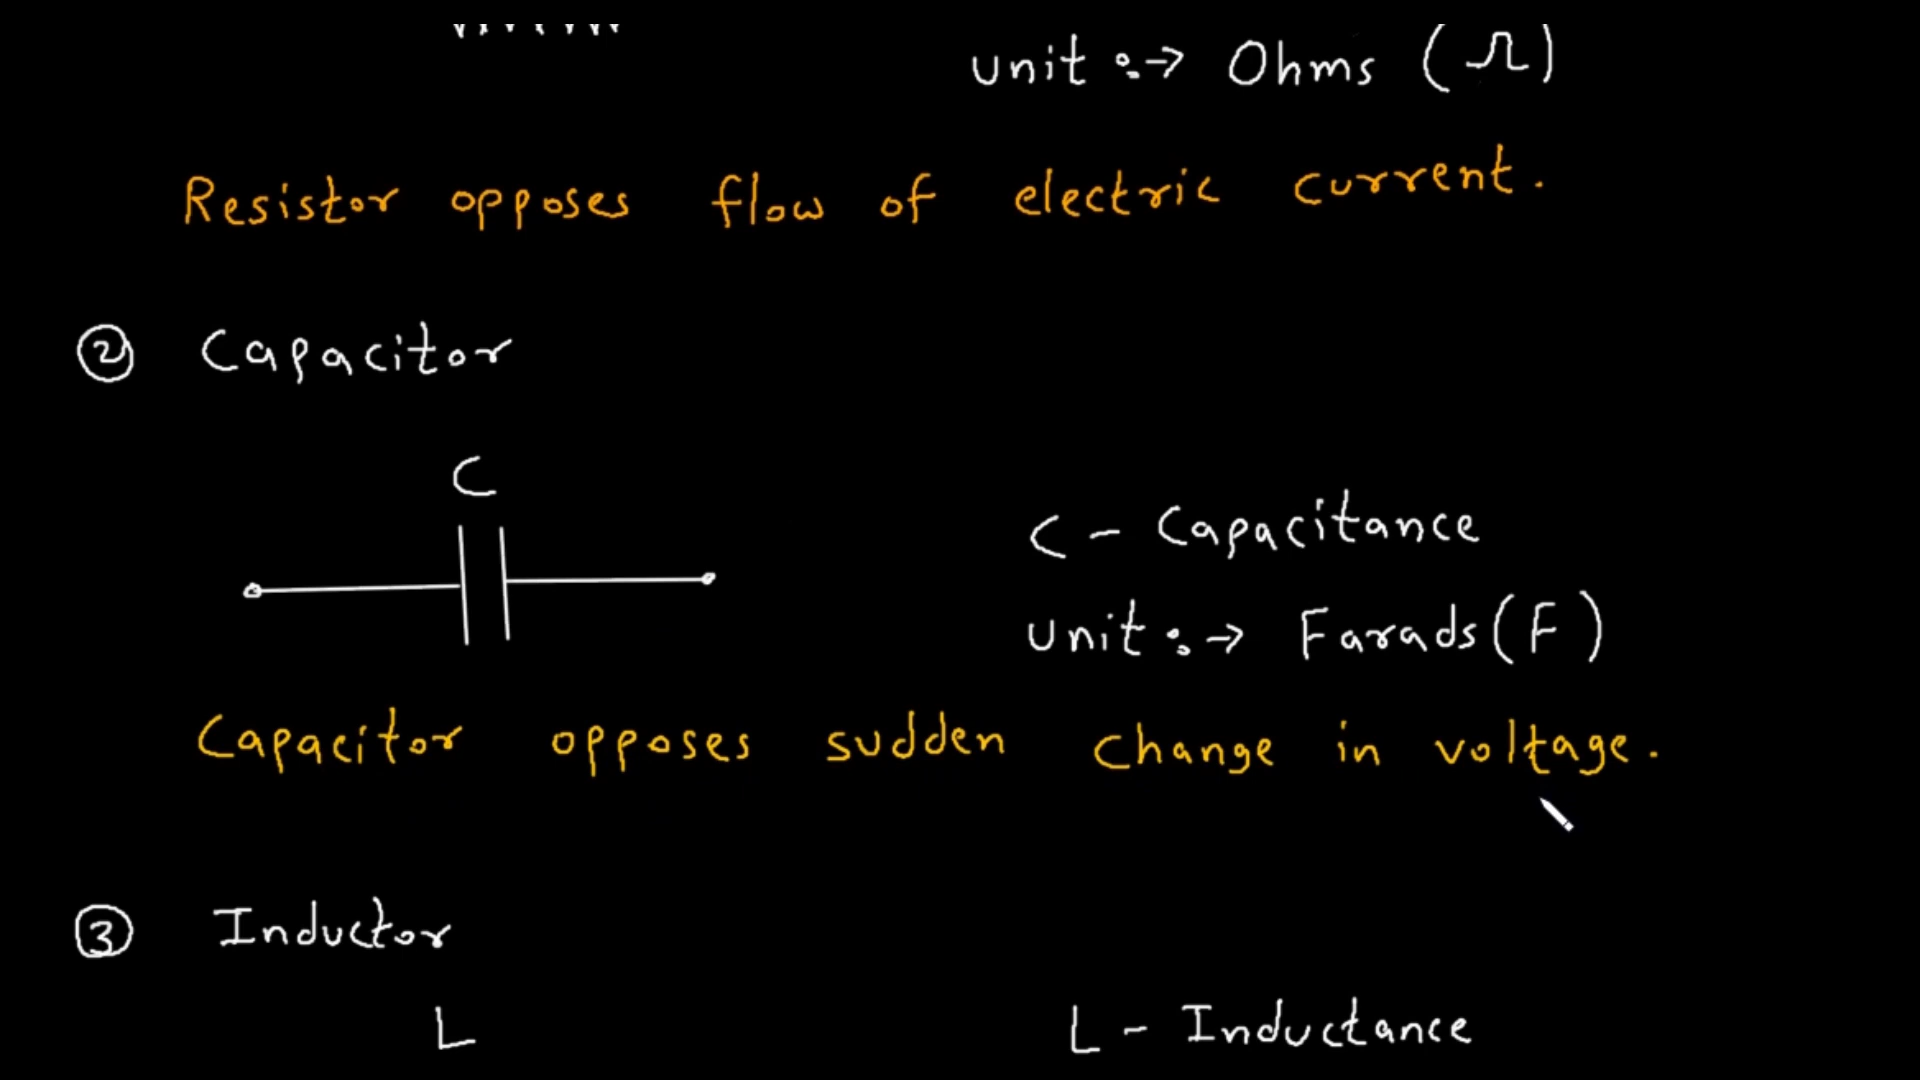 unit :→ Ohms (Ω)
Resistor opposes flow of electric current.
② Capacitor
C
C - Capacitance
unit :→ Farads (F)
Capacitor opposes sudden change in voltage.
③ Inductor
L
L - Inductance